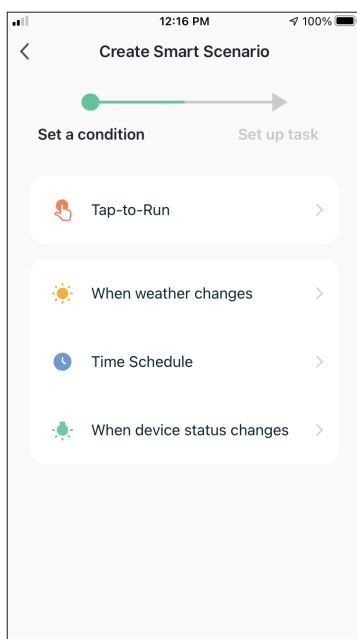 12:16 PM
100%
Create Smart Scenario
Set a condition
Set up task
Tap-to-Run
When weather changes
Time Schedule
When device status changes